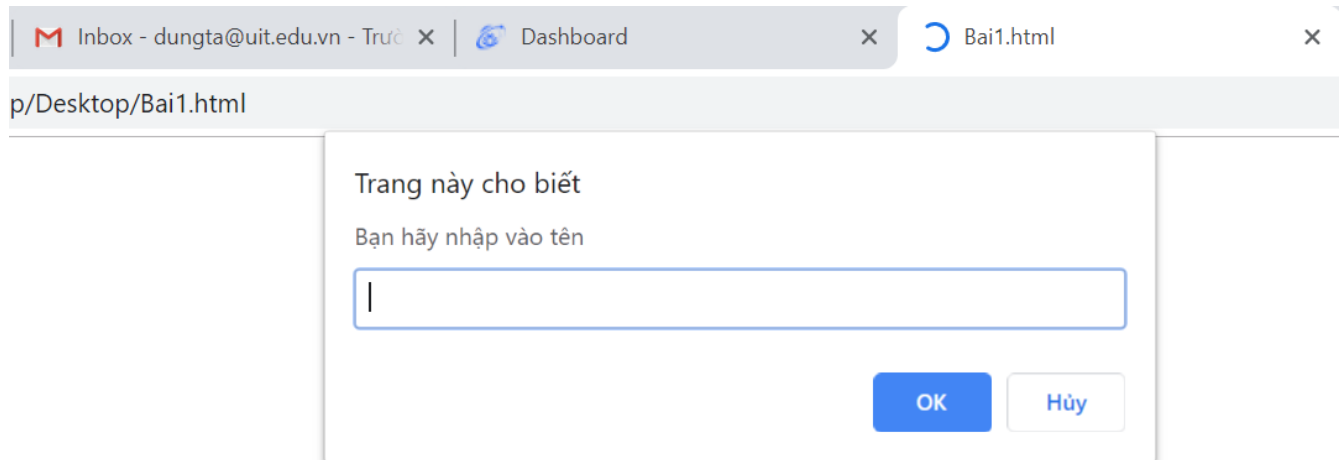 Inbox - dungta@uit.edu.vn - Trườ
Dashboard
Bai1.html
p/Desktop/Bai1.html
Trang này cho biết
Bạn hãy nhập vào tên
OK
Hủy